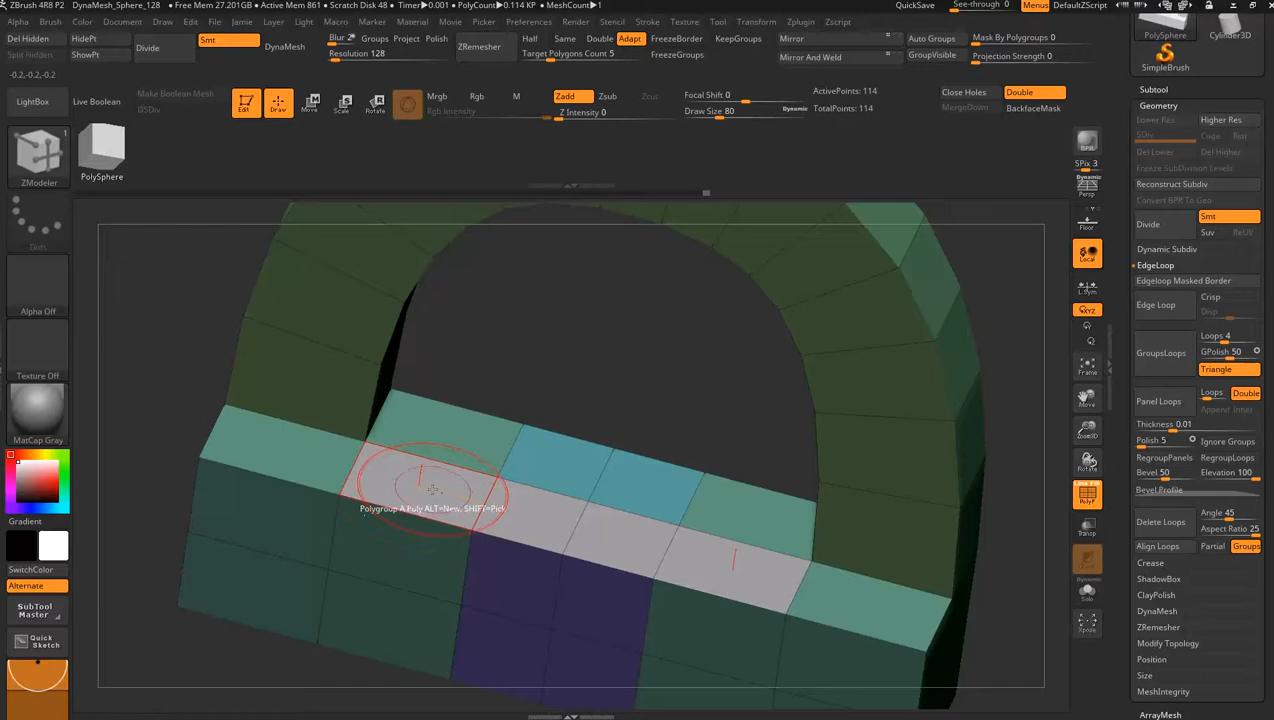 ZBrush 4R8 P2 DynaMesh_Sphere_128 • Free Mem 27.201GB • Active Mem 861 • Scratch Disk 48 • Timer▶0.001 • PolyCount▶0.114 KP • MeshCount▶1 QuickSave See-through 0 Menus DefaultZScript
Alpha Brush Color Document Draw Edit File Jamie Layer Light Macro Marker Material Movie Picker Preferences Render Stencil Stroke Texture Tool Transform Zplugin Zscript
Del Hidden HidePt Divide Smt DynaMesh Blur 2 Groups Project Polish ZRemesher Half Same Double Adapt FreezeBorder KeepGroups Mirror Auto Groups Mask By Polygroups 0
Split Hidden ShowPt Resolution 128 Target Polygons Count 5 FreezeGroups Mirror And Weld GroupVisible Projection Strength 0
-0.2,-0.2,-0.2
LightBox Live Boolean Make Boolean Mesh DSDiv Edit Draw Move Scale Rotate Mrgb Rgb M Rgb Intensity Zadd Zsub Zcut Z Intensity 0 Focal Shift 0 Draw Size 80 Dynamic ActivePoints: 114 TotalPoints: 114 Close Holes MergeDown Double BackfaceMask
1
ZModeler
PolySphere
Dots
Alpha Off
Texture Off
MatCap Gray
Gradient
SwitchColor
Alternate
SubTool
Master
Quick
Sketch
Polygroup A Poly ALT=New, SHIFT=Pick
BPR
SPix 3
Dynamic
Persp
Floor
Local
L.Sym
XYZ
Frame
Move
Zoom3D
Rotate
Line Fill
PolyF
Transp
Dynamic
Solo
Xpose
PolySphere Cylinder3D
SimpleBrush
Subtool
Geometry
Lower Res Higher Res
SDiv Cage Rstr
Del Lower Del Higher
Freeze SubDivision Levels
Reconstruct Subdiv
Convert BPR To Geo
Divide Smt
Suv ReUV
Dynamic Subdiv
EdgeLoop
Edgeloop Masked Border
Edge Loop Crisp
Disp
GroupsLoops Loops 4
GPolish 50
Triangle
Panel Loops Loops Double
Append Inner
Thickness 0.01
Polish 5 Ignore Groups
RegroupPanels RegroupLoops
Bevel 50 Elevation 100
Bevel Profile
Delete Loops Angle 45
Aspect Ratio 25
Align Loops Partial Groups
Crease
ShadowBox
ClayPolish
DynaMesh
ZRemesher
Modify Topology
Position
Size
MeshIntegrity
ArrayMesh